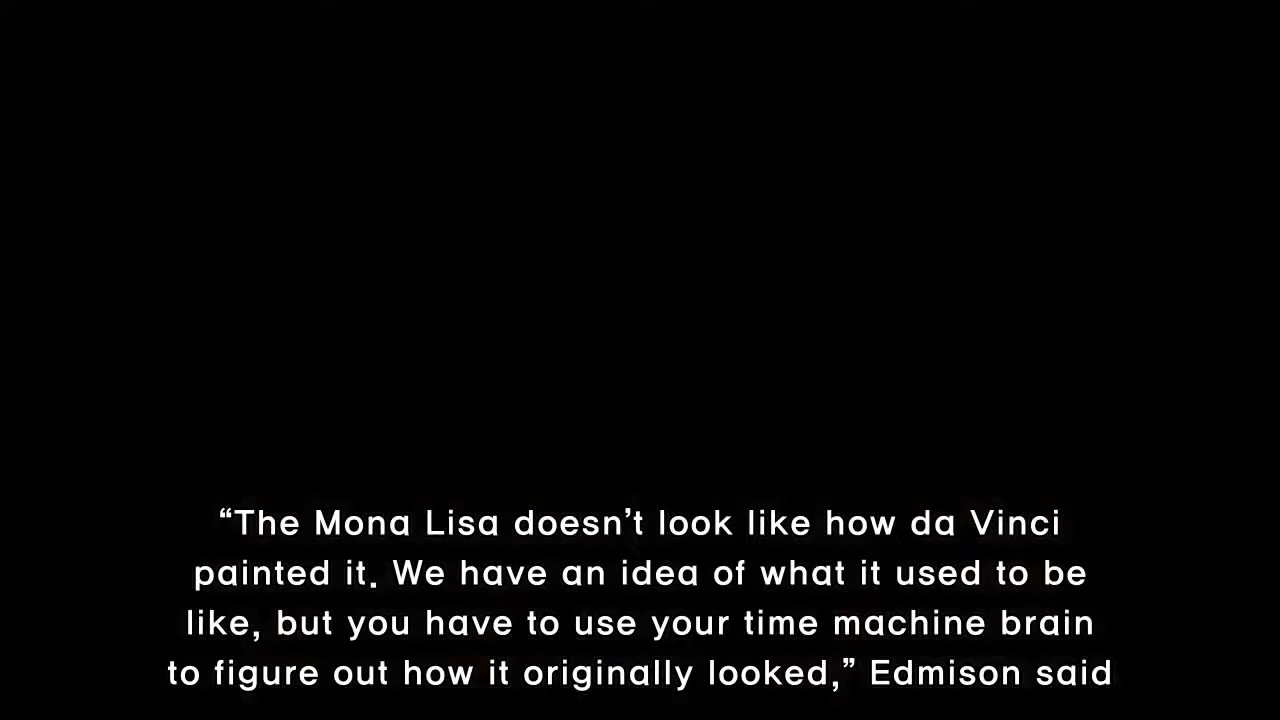 “The Mona Lisa doesn’t look like how da Vinci
painted it. We have an idea of what it used to be
like, but you have to use your time machine brain
to figure out how it originally looked,” Edmison said